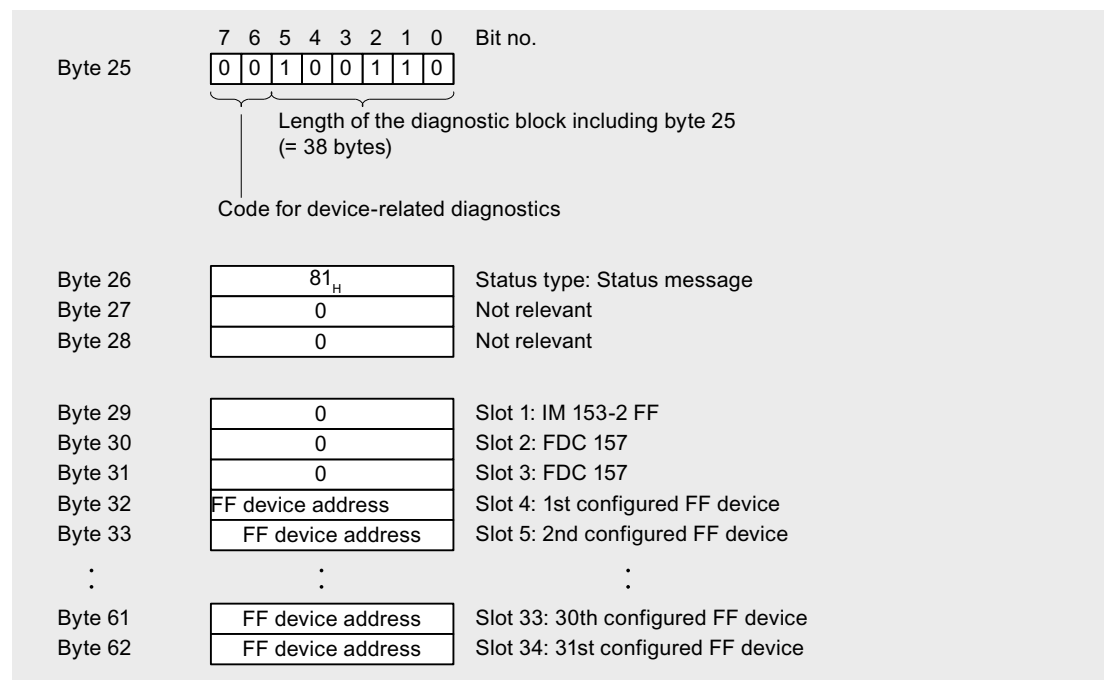 7 6 5 4 3 2 1 0 Bit no.
Byte 25 0 0 1 0 0 1 1 0
Length of the diagnostic block including byte 25
(= 38 bytes)
Code for device-related diagnostics
Byte 26 81H Status type: Status message
Byte 27 0 Not relevant
Byte 28 0 Not relevant
Byte 29 0 Slot 1: IM 153-2 FF
Byte 30 0 Slot 2: FDC 157
Byte 31 0 Slot 3: FDC 157
Byte 32 FF device address Slot 4: 1st configured FF device
Byte 33 FF device address Slot 5: 2nd configured FF device
: : :
Byte 61 FF device address Slot 33: 30th configured FF device
Byte 62 FF device address Slot 34: 31st configured FF device